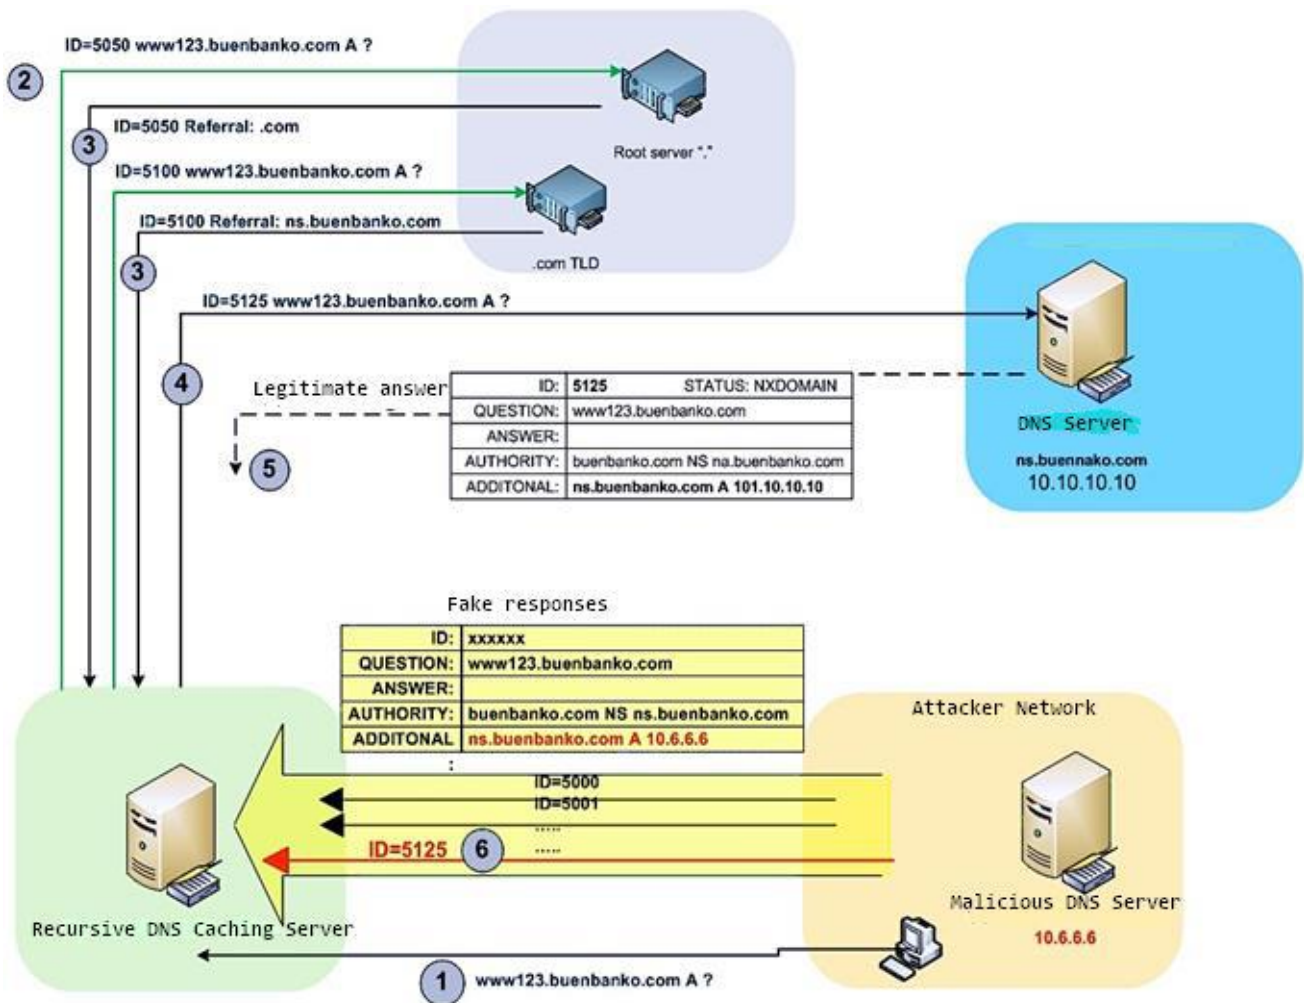 ID=5050 www123.buenbanko.com A ?
2
3
ID=5050 Referral: .com
Root server "."
ID=5100 www123.buenbanko.com A ?
ID=5100 Referral: ns.buenbanko.com
.com TLD
3
ID=5125 www123.buenbanko.com A ?
4
Legitimate answer
ID: 5125 STATUS: NXDOMAIN
QUESTION: www123.buenbanko.com
ANSWER:
AUTHORITY: buenbanko.com NS na.buenbanko.com
ADDITONAL: ns.buenbanko.com A 101.10.10.10
5
DNS Server
ns.buennako.com
10.10.10.10
Fake responses
ID: xxxxxx
QUESTION: www123.buenbanko.com
ANSWER:
AUTHORITY: buenbanko.com NS ns.buenbanko.com
ADDITONAL ns.buenbanko.com A 10.6.6.6
:
Attacker Network
ID=5000
ID=5001
.....
.....
ID=5125
6
Malicious DNS Server
10.6.6.6
Recursive DNS Caching Server
1
www123.buenbanko.com A ?